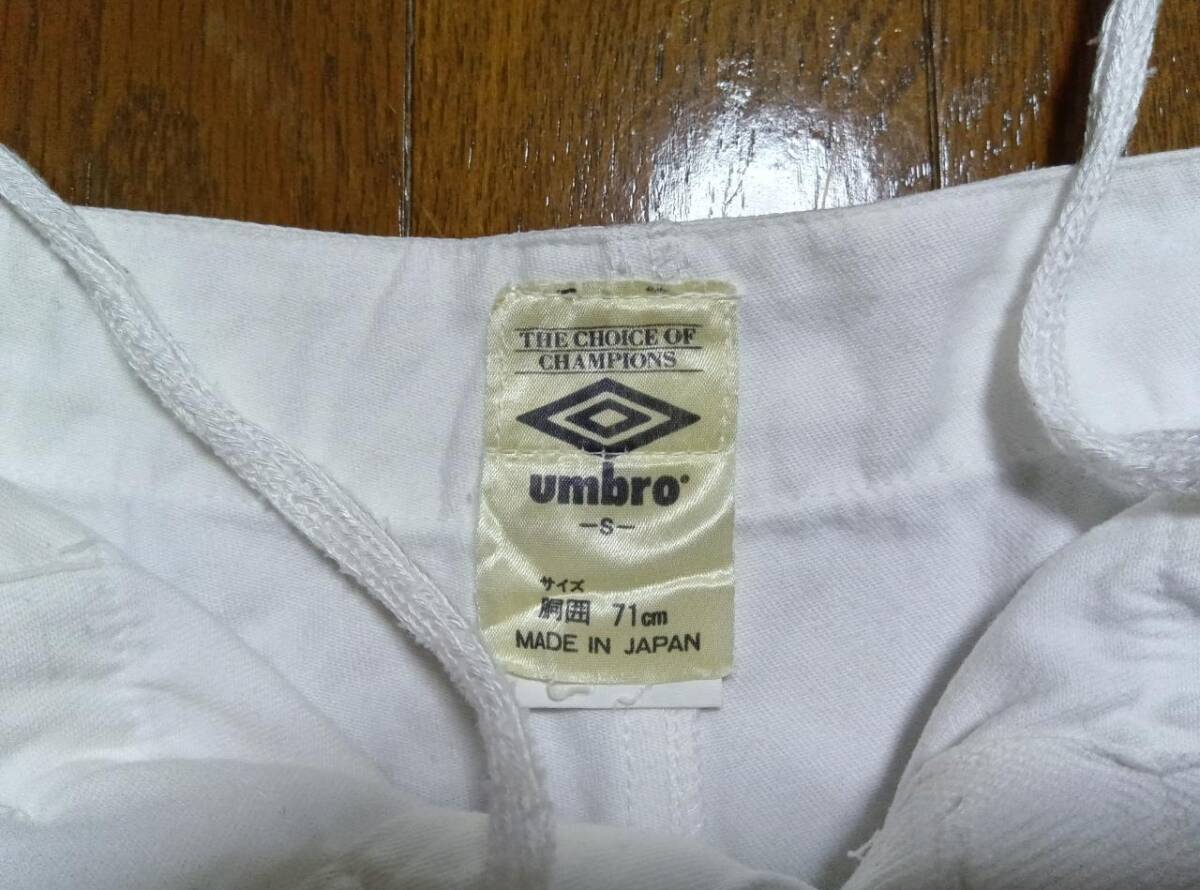 THE CHOICE OF
CHAMPIONS
umbro
-S-
サイズ
胴囲 71cm
MADE IN JAPAN